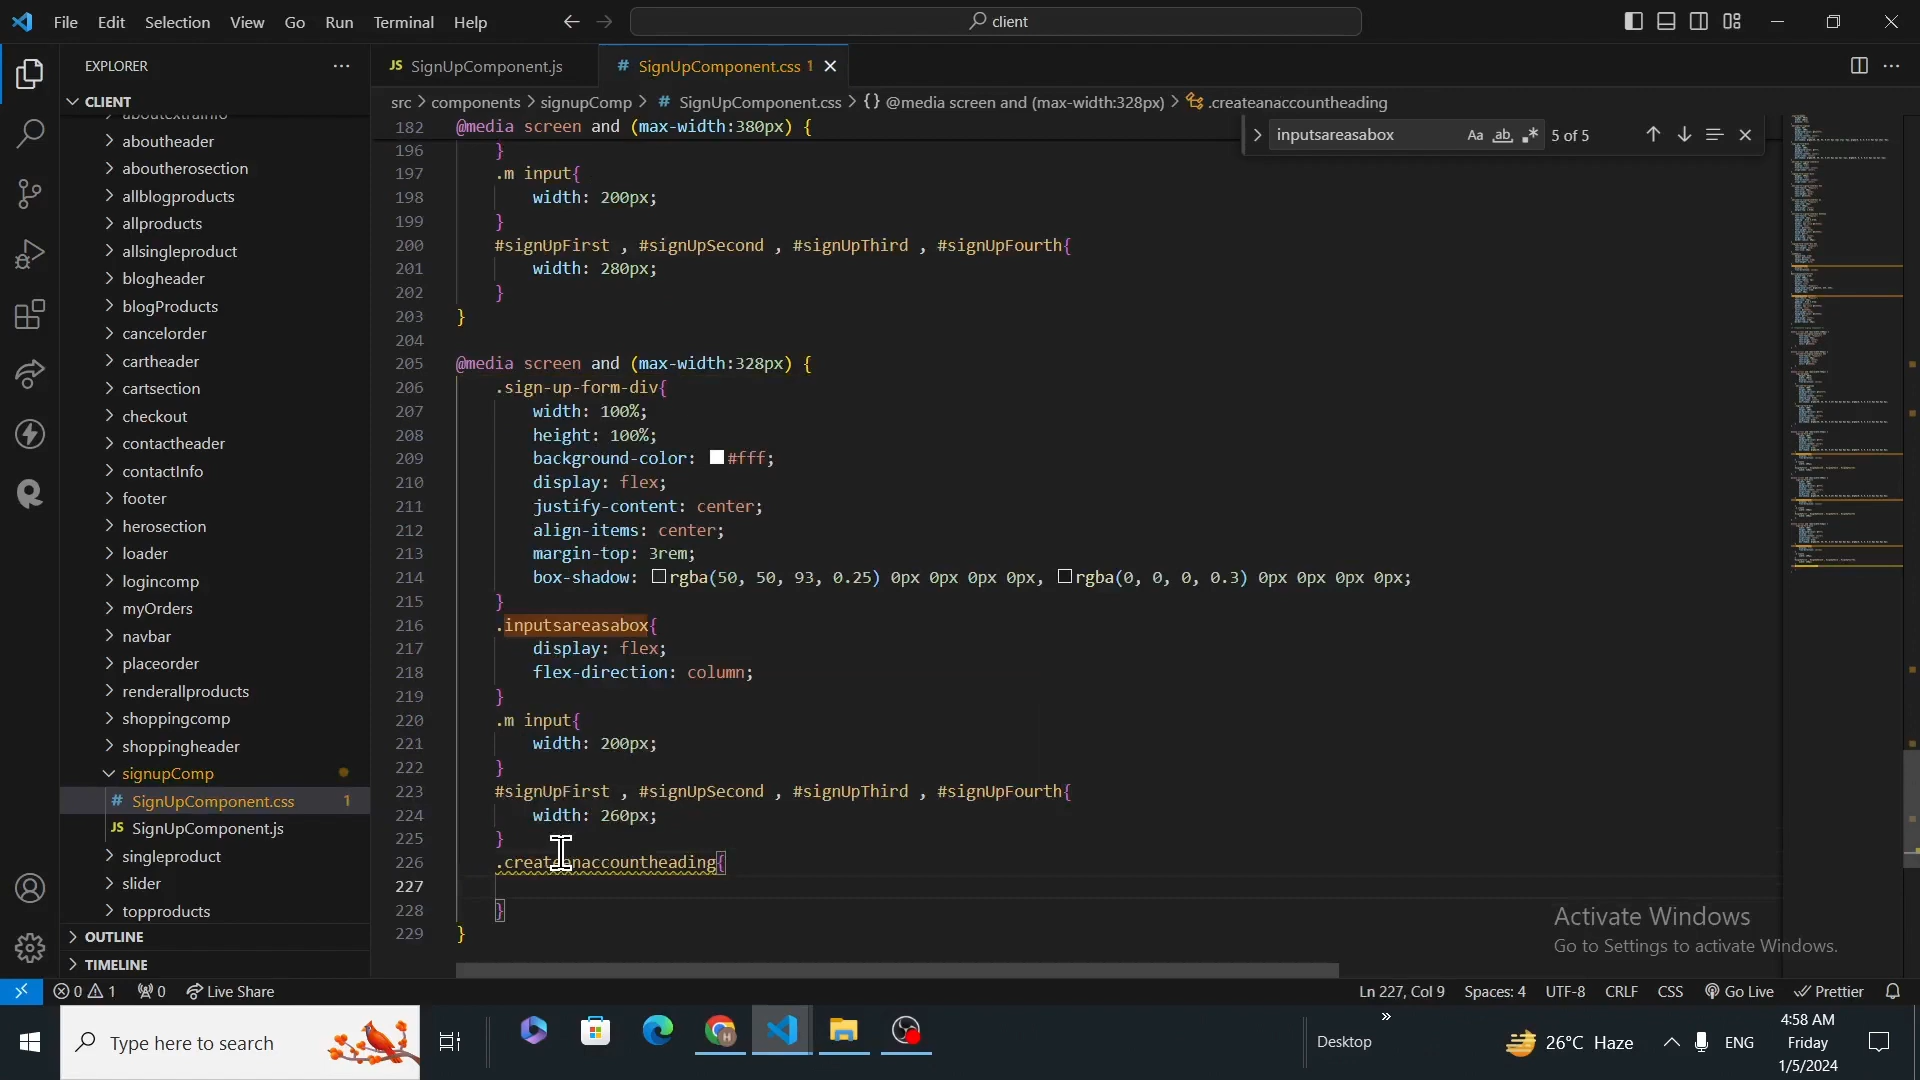 File Edit Selection View Go Run Terminal Help
client
EXPLORER
JS SignUpComponent.js
# SignUpComponent.css 1
CLIENT
src > components > signupComp > # SignUpComponent.css > {} @media screen and (max-width:328px) > .createanaccountheading
inputsareasabox
Aa ab
5 of 5
aboutextrainfo
aboutheader
aboutherosection
allblogproducts
allproducts
allsingleproduct
blogheader
blogProducts
cancelorder
cartheader
cartsection
checkout
contactheader
contactInfo
footer
herosection
loader
logincomp
myOrders
navbar
placeorder
renderallproducts
shoppingcomp
shoppingheader
signupComp
# SignUpComponent.css 1
JS SignUpComponent.js
singleproduct
slider
topproducts
OUTLINE
TIMELINE
182 @media screen and (max-width:380px) {
196 }
197 .m input{
198 width: 200px;
199 }
200 #signUpFirst , #signUpSecond , #signUpThird , #signUpFourth{
201 width: 280px;
202 }
203 }
204
205 @media screen and (max-width:328px) {
206 .sign-up-form-div{
207 width: 100%;
208 height: 100%;
209 background-color: #fff;
210 display: flex;
211 justify-content: center;
212 align-items: center;
213 margin-top: 3rem;
214 box-shadow: rgba(50, 50, 93, 0.25) 0px 0px 0px 0px, rgba(0, 0, 0, 0.3) 0px 0px 0px 0px;
215 }
216 .inputsareasabox{
217 display: flex;
218 flex-direction: column;
219 }
220 .m input{
221 width: 200px;
222 }
223 #signUpFirst , #signUpSecond , #signUpThird , #signUpFourth{
224 width: 260px;
225 }
226 .createanaccountheading{
227
228 }
229 }
Activate Windows
Go to Settings to activate Windows.
0 1 0 Live Share
Ln 227, Col 9 Spaces: 4 UTF-8 CRLF CSS Go Live Prettier
Type here to search
Desktop
26°C Haze
ENG
4:58 AM
Friday
1/5/2024